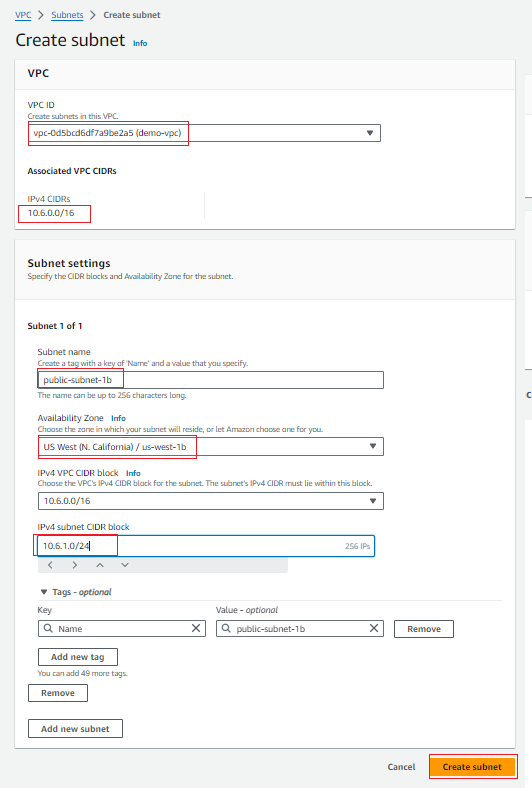 VPC > Subnets > Create subnet
Create subnet Info
VPC
VPC ID
Create subnets in this VPC.
vpc-0d5bcd6df7a9be2a5 (demo-vpc)
Associated VPC CIDRs
IPv4 CIDRs
10.6.0.0/16
Subnet settings
Specify the CIDR blocks and Availability Zone for the subnet.
Subnet 1 of 1
Subnet name
Create a tag with a key of 'Name' and a value that you specify.
public-subnet-1b
The name can be up to 256 characters long.
Availability Zone Info
Choose the zone in which your subnet will reside, or let Amazon choose one for you.
US West (N. California) / us-west-1b
IPv4 VPC CIDR block Info
Choose the VPC's IPv4 CIDR block for the subnet. The subnet's IPv4 CIDR must lie within this block.
10.6.0.0/16
IPv4 subnet CIDR block
10.6.1.0/24 256 IPs
Tags - optional
Key Value - optional
Name public-subnet-1b Remove
Add new tag
You can add 49 more tags.
Remove
Add new subnet
Cancel Create subnet